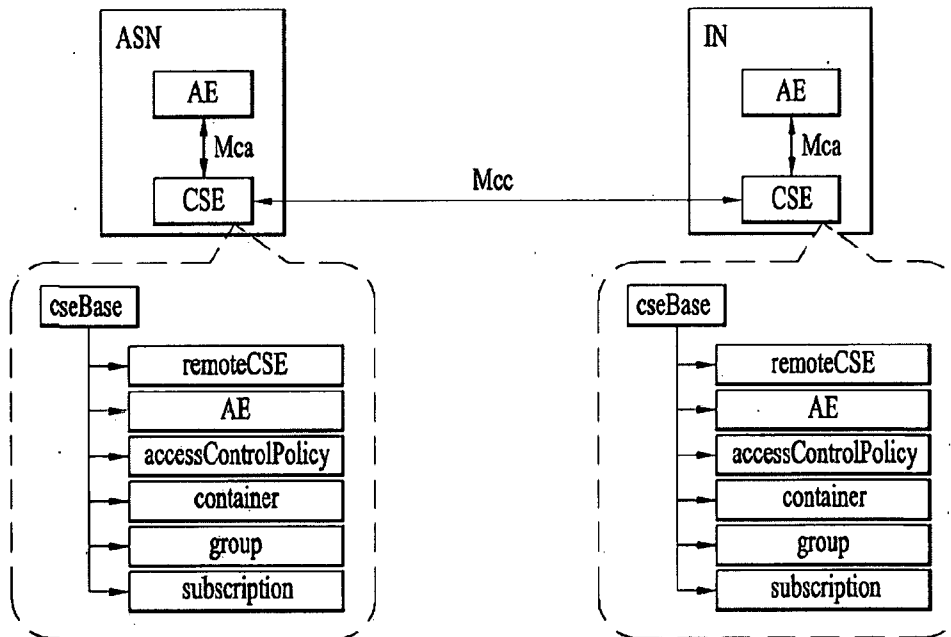 ASN
AE
Mca
CSE
Mcc
IN
AE
Mca
CSE
cseBase
remoteCSE
AE
accessControlPolicy
container
group
subscription
cseBase
remoteCSE
AE
accessControlPolicy
container
group
subscription